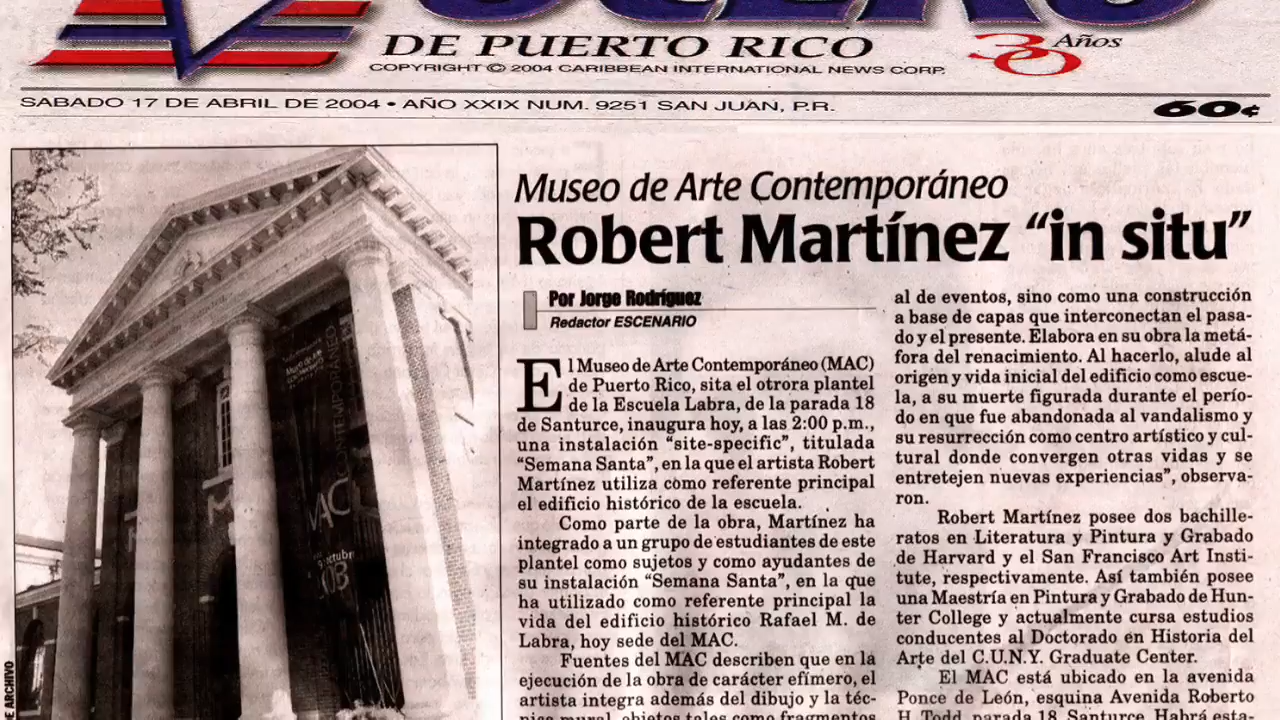 DE PUERTO RICO
30 Años
COPYRIGHT © 2004 CARIBBEAN INTERNATIONAL NEWS CORP.
SABADO 17 DE ABRIL DE 2004 • AÑO XXIX NUM. 9251 SAN JUAN, P.R.
60¢
Museo de Arte Contemporáneo
Robert Martínez “in situ”
Por Jorge Rodríguez
Redactor ESCENARIO
El Museo de Arte Contemporáneo (MAC)
de Puerto Rico, sita el otrora plantel
de la Escuela Labra, de la parada 18
de Santurce, inaugura hoy, a las 2:00 p.m.,
una instalación “site-specific”, titulada
“Semana Santa”, en la que el artista Robert
Martínez utiliza como referente principal
el edificio histórico de la escuela.
Como parte de la obra, Martínez ha
integrado a un grupo de estudiantes de este
plantel como sujetos y como ayudantes de
su instalación “Semana Santa”, en la que
ha utilizado como referente principal la
vida del edificio histórico Rafael M. de
Labra, hoy sede del MAC.
Fuentes del MAC describen que en la
ejecución de la obra de carácter efímero, el
artista integra además del dibujo y la téc-
nica mural, objetos tales como fragmentos
al de eventos, sino como una construcción
a base de capas que interconectan el pasa-
do y el presente. Elabora en su obra la metá-
fora del renacimiento. Al hacerlo, alude al
origen y vida inicial del edificio como escue-
la, a su muerte figurada durante el perío-
do en que fue abandonada al vandalismo y
su resurrección como centro artístico y cul-
tural donde convergen otras vidas y se
entretejen nuevas experiencias”, observa-
ron.
Robert Martínez posee dos bachille-
ratos en Literatura y Pintura y Grabado
de Harvard y el San Francisco Art Insti-
tute, respectivamente. Así también posee
una Maestría en Pintura y Grabado de Hun-
ter College y actualmente cursa estudios
conducentes al Doctorado en Historia del
Arte del C.U.N.Y. Graduate Center.
El MAC está ubicado en la avenida
Ponce de León, esquina Avenida Roberto
H. Todd, parada 18, Santurce. Habrá esta-
MAC
CONTEMPORÁNEO
E ARCHIVO